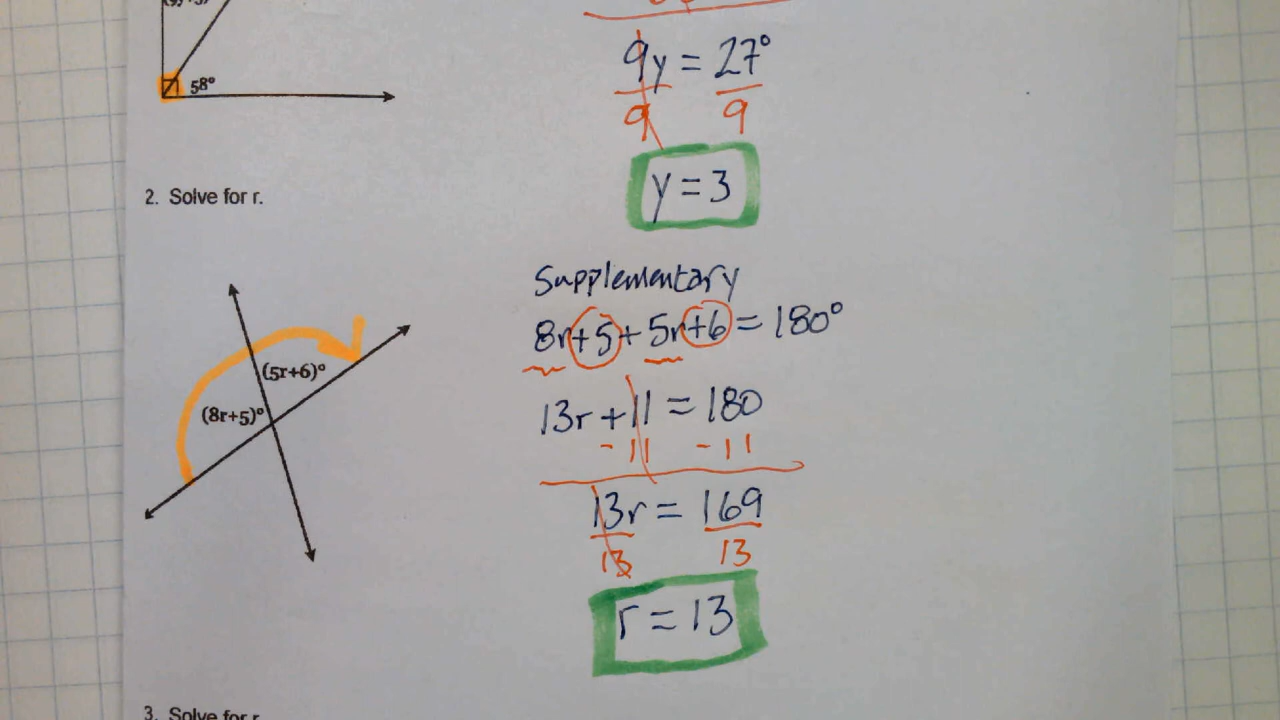 58°
9y = 27°
9 9
y = 3
2. Solve for r.
Supplementary
8r+5+5r+6 = 180°
(5r+6)°
(8r+5)°
13r + 11 = 180
-11 -11
13r = 169
13 13
r = 13
3. Solve for r